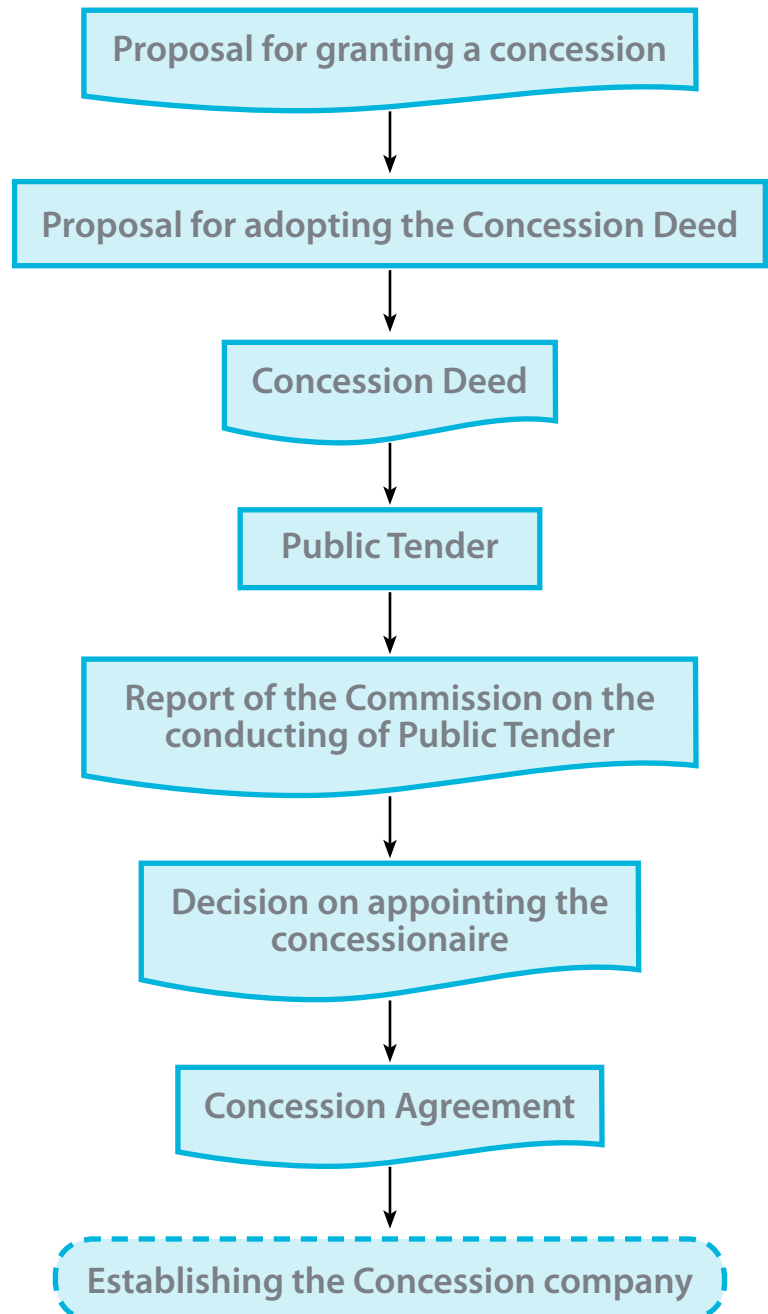 Proposal for granting a concession
Proposal for adopting the Concession Deed
Concession Deed
Public Tender
Report of the Commission on the
conducting of Public Tender
Decision on appointing the
concessionaire
Concession Agreement
Establishing the Concession company